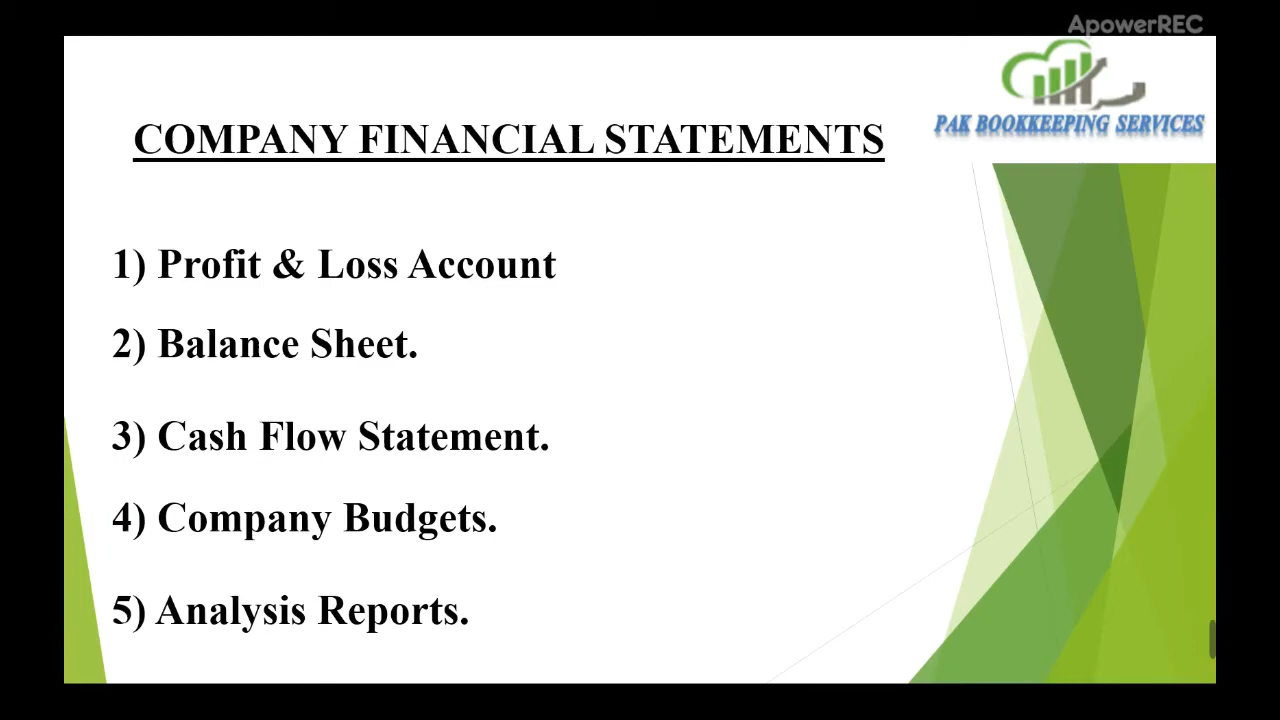 ApowerREC
PAK BOOKKEEPING SERVICES
COMPANY FINANCIAL STATEMENTS
1) Profit & Loss Account
2) Balance Sheet.
3) Cash Flow Statement.
4) Company Budgets.
5) Analysis Reports.